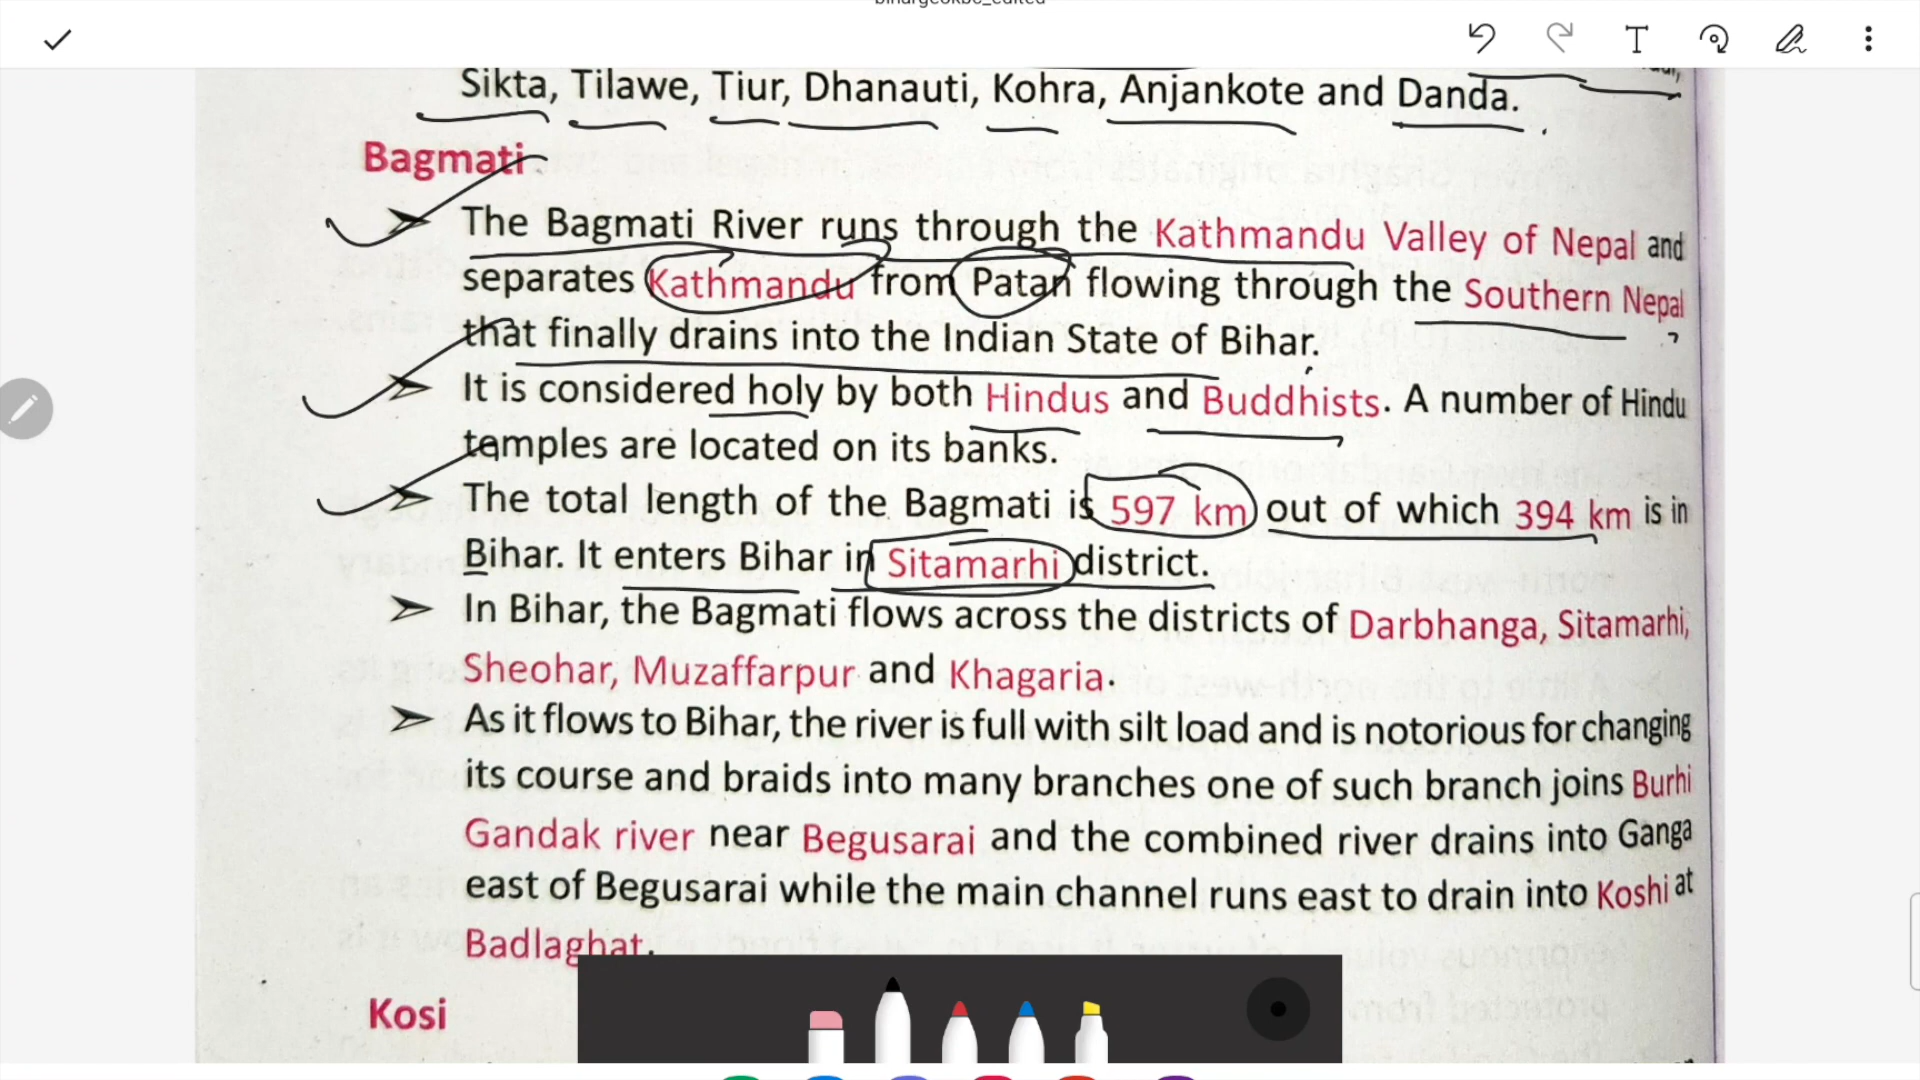 Sikta, Tilawe, Tiur, Dhanauti, Kohra, Anjankote and Danda.
Bagmati
➤ The Bagmati River runs through the Kathmandu Valley of Nepal and
separates Kathmandu from Patan flowing through the Southern Nepal
that finally drains into the Indian State of Bihar.
➤ It is considered holy by both Hindus and Buddhists. A number of Hindu
temples are located on its banks.
➤ The total length of the Bagmati is 597 km out of which 394 km is in
Bihar. It enters Bihar in Sitamarhi district.
➤ In Bihar, the Bagmati flows across the districts of Darbhanga, Sitamarhi,
Sheohar, Muzaffarpur and Khagaria.
➤ As it flows to Bihar, the river is full with silt load and is notorious for changing
its course and braids into many branches one of such branch joins Burhi
Gandak river near Begusarai and the combined river drains into Ganga
east of Begusarai while the main channel runs east to drain into Koshi at
Badlaghat.
Kosi